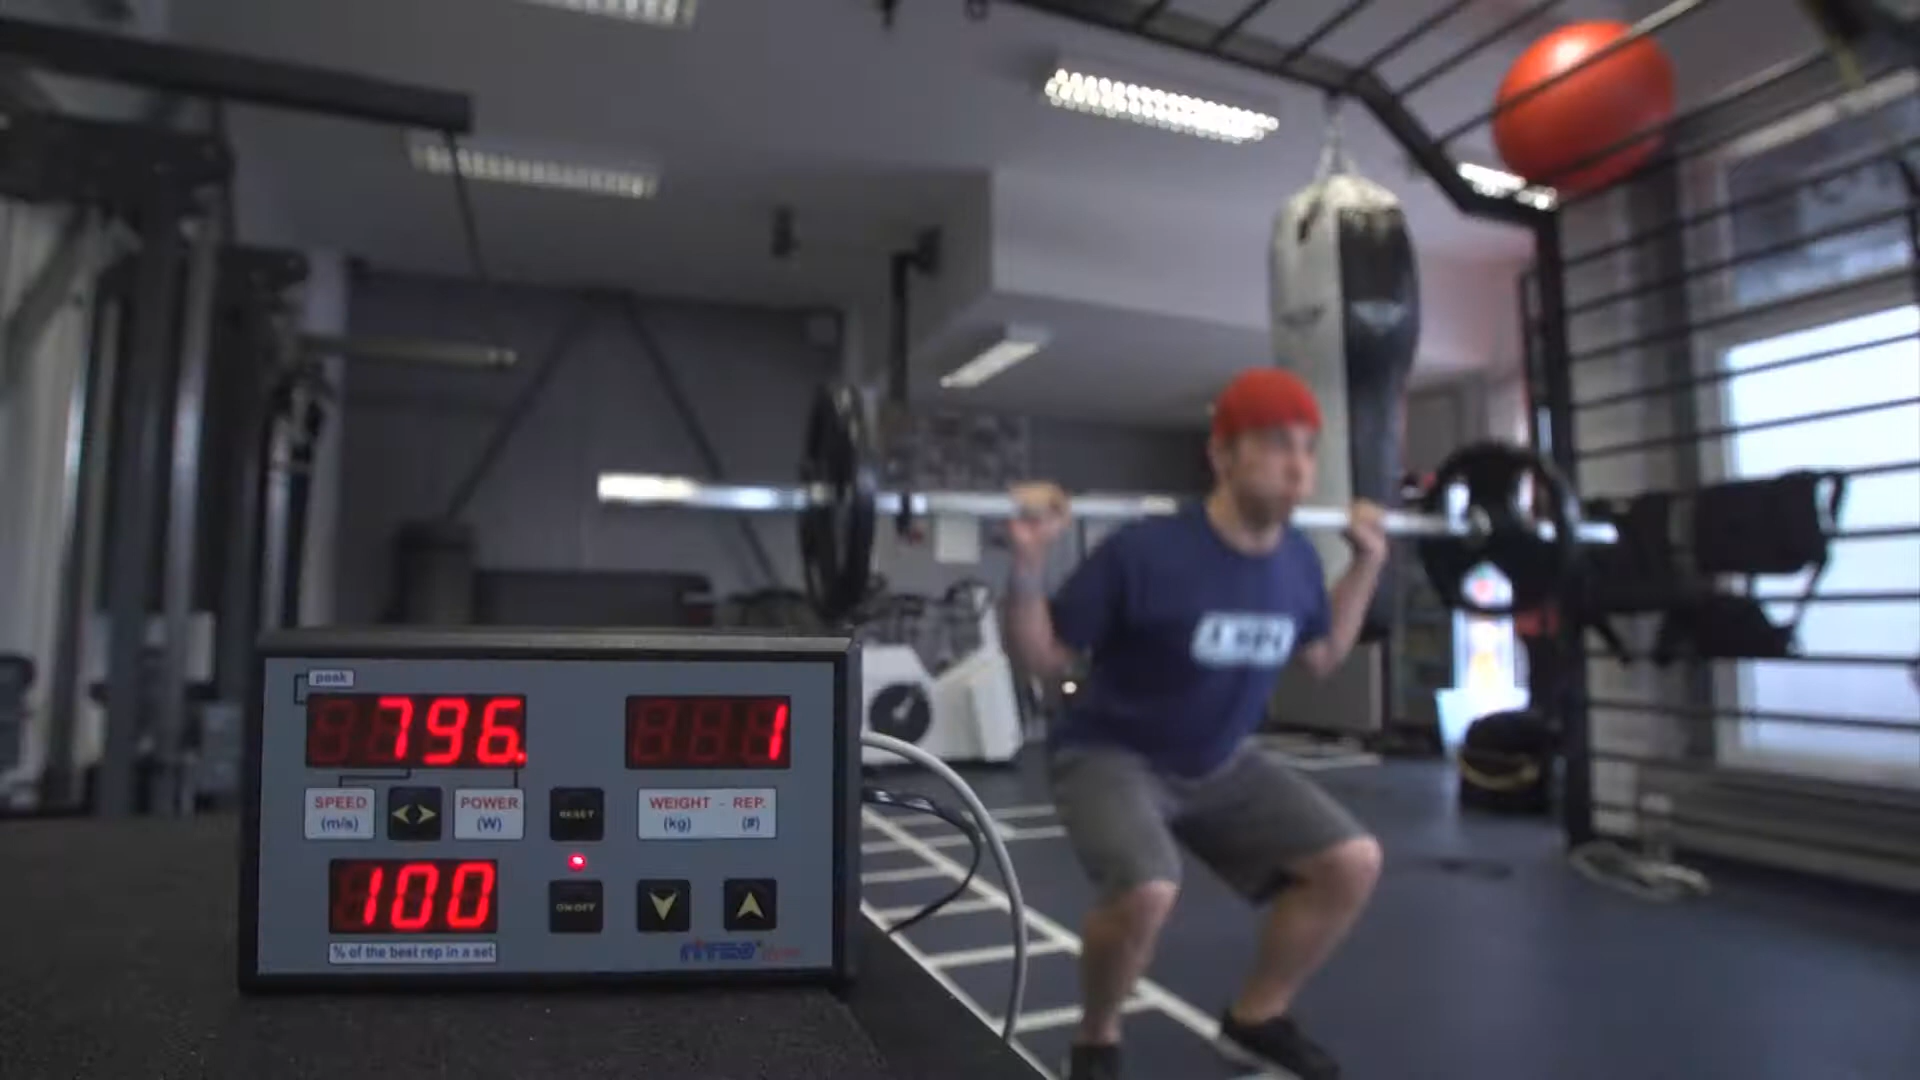 peak
796.
1
SPEED
(m/s)
POWER
(W)
RESET
WEIGHT - REP.
(kg) (#)
100
ON/OFF
% of the best rep in a set